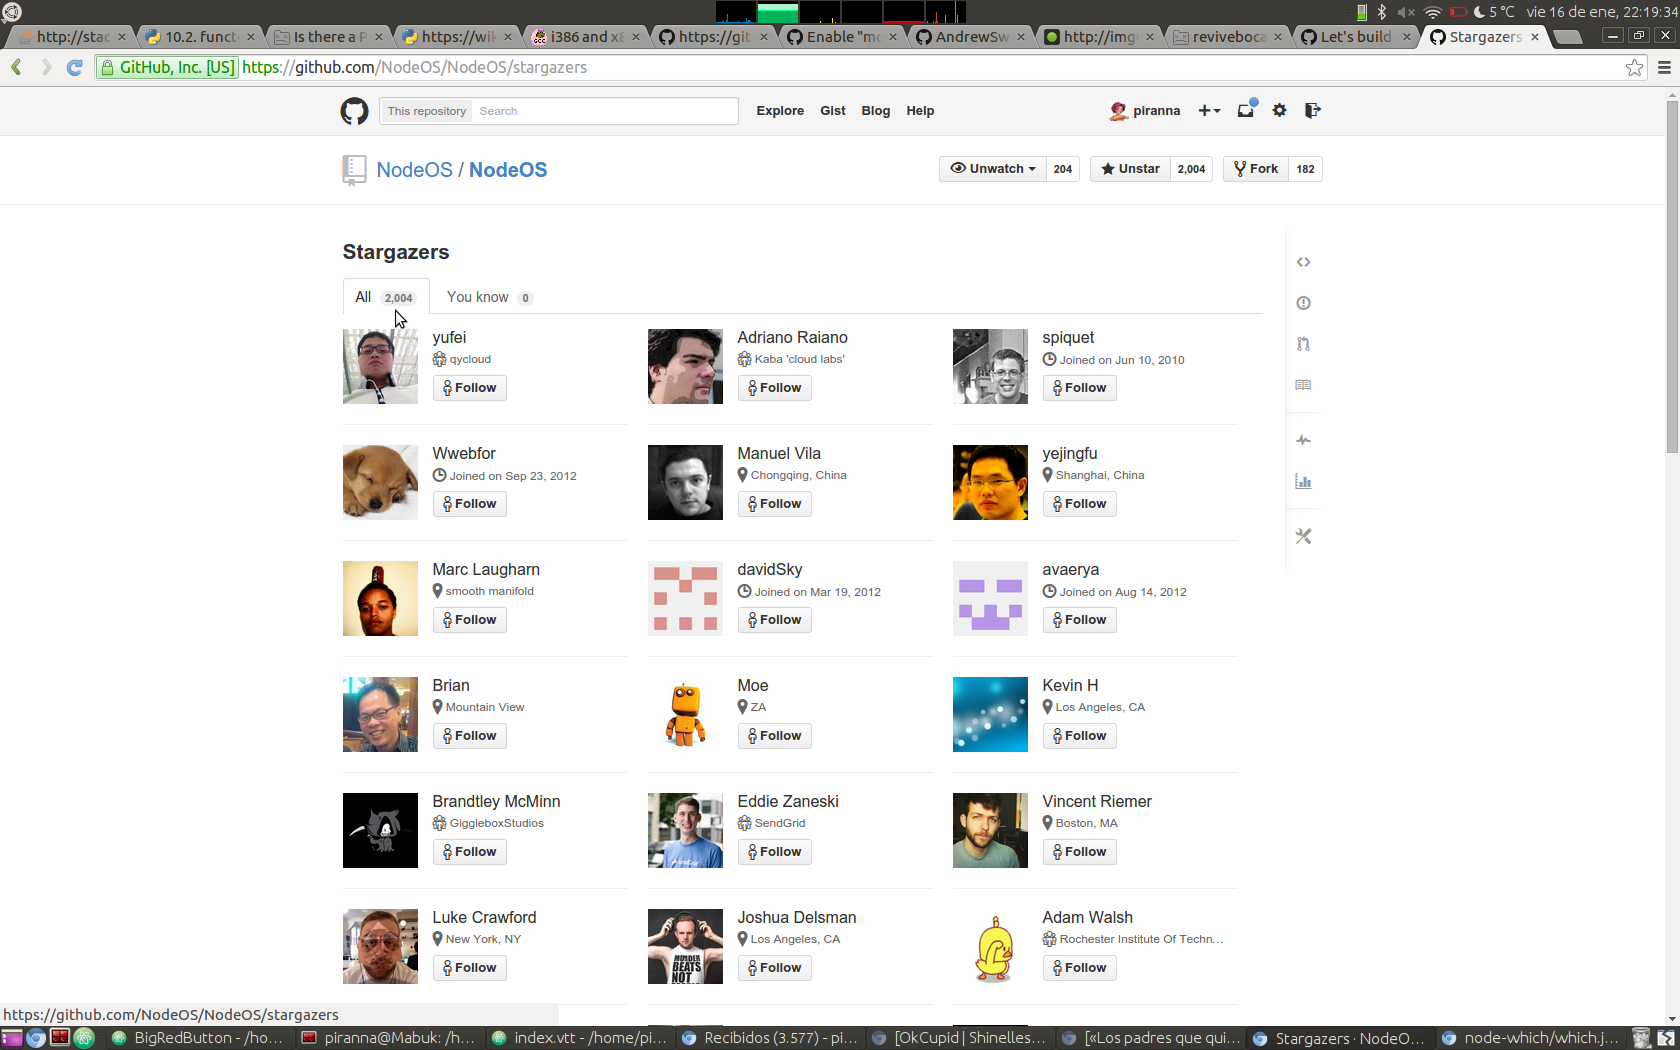 5 °C vie 16 de ene, 22:19:34
http://stac
10.2. funct
Is there a P
https://wik
i386 and x8
https://git
Enable "mo
AndrewSw
http://img
reviveboca
Let's build
Stargazers
GitHub, Inc. [US] https://github.com/NodeOS/NodeOS/stargazers
This repository Search Explore Gist Blog Help piranna
NodeOS / NodeOS Unwatch 204 Unstar 2,004 Fork 182
Stargazers
All 2,004 You know 0
yufei
qycloud
Follow
Adriano Raiano
Kaba 'cloud labs'
Follow
spiquet
Joined on Jun 10, 2010
Follow
Wwebfor
Joined on Sep 23, 2012
Follow
Manuel Vila
Chongqing, China
Follow
yejingfu
Shanghai, China
Follow
Marc Laugharn
smooth manifold
Follow
davidSky
Joined on Mar 19, 2012
Follow
avaerya
Joined on Aug 14, 2012
Follow
Brian
Mountain View
Follow
Moe
ZA
Follow
Kevin H
Los Angeles, CA
Follow
Brandtley McMinn
GiggleboxStudios
Follow
Eddie Zaneski
SendGrid
Follow
Vincent Riemer
Boston, MA
Follow
Luke Crawford
New York, NY
Follow
Joshua Delsman
Los Angeles, CA
Follow
MURDER
BEATS
NOT
Adam Walsh
Rochester Institute Of Techn...
Follow
https://github.com/NodeOS/NodeOS/stargazers
BigRedButton - /ho...
piranna@Mabuk: /h...
index.vtt - /home/pi...
Recibidos (3.577) - pi...
[OkCupid | Shinelles...
[«Los padres que qui...
Stargazers · NodeO...
node-which/which.j...